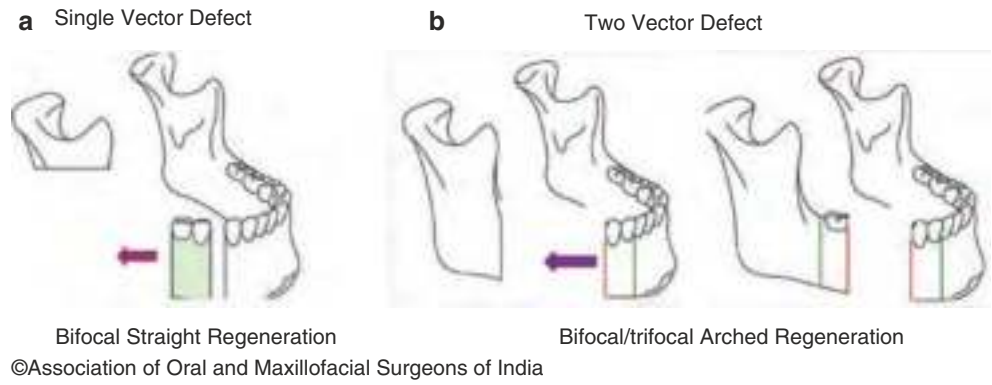 a Single Vector Defect
b Two Vector Defect
Bifocal Straight Regeneration
Bifocal/trifocal Arched Regeneration
©Association of Oral and Maxillofacial Surgeons of India